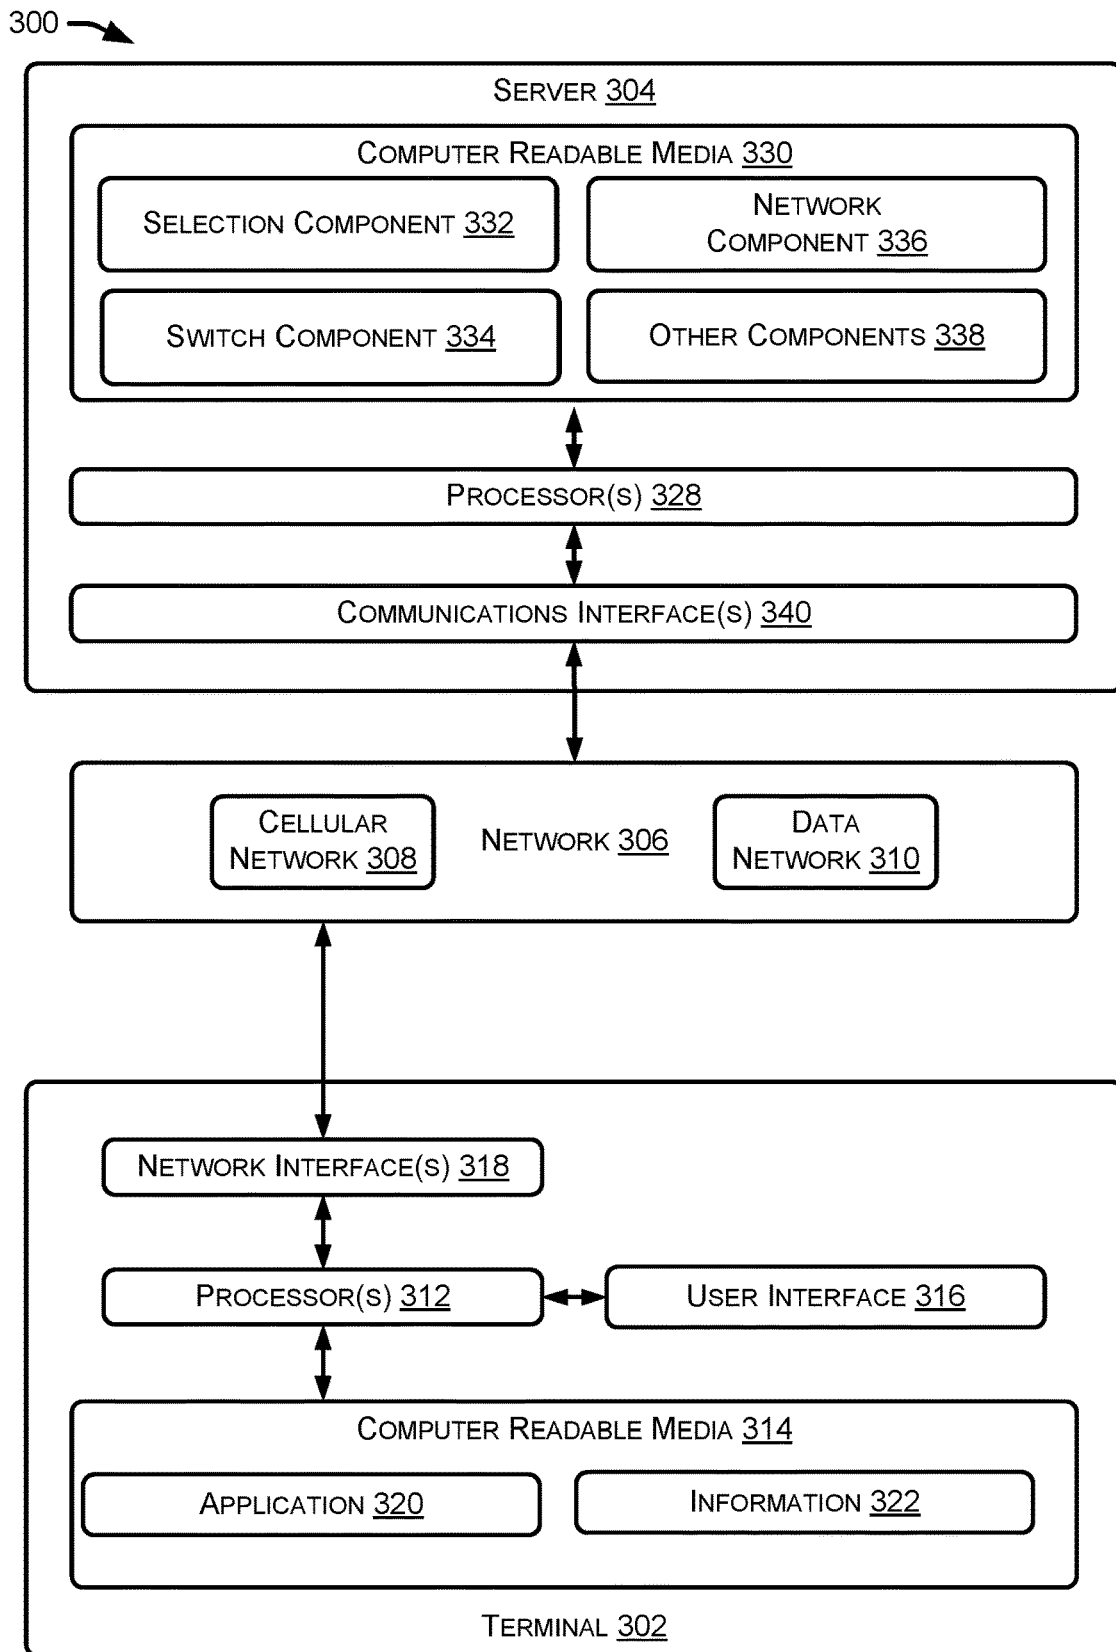 300
SERVER 304
COMPUTER READABLE MEDIA 330
SELECTION COMPONENT 332
NETWORK
COMPONENT 336
SWITCH COMPONENT 334
OTHER COMPONENTS 338
PROCESSOR(S) 328
COMMUNICATIONS INTERFACE(S) 340
CELLULAR
NETWORK 308
NETWORK 306
DATA
NETWORK 310
NETWORK INTERFACE(S) 318
PROCESSOR(S) 312
USER INTERFACE 316
COMPUTER READABLE MEDIA 314
APPLICATION 320
INFORMATION 322
TERMINAL 302